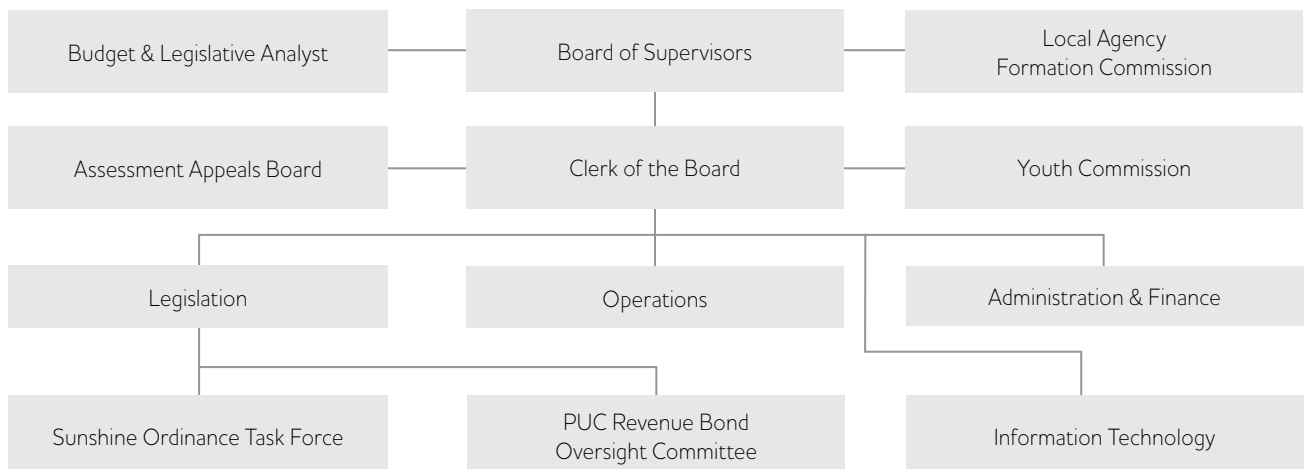 Budget & Legislative Analyst
Board of Supervisors
Local Agency
Formation Commission
Assessment Appeals Board
Clerk of the Board
Youth Commission
Legislation
Operations
Administration & Finance
Sunshine Ordinance Task Force
PUC Revenue Bond
Oversight Committee
Information Technology